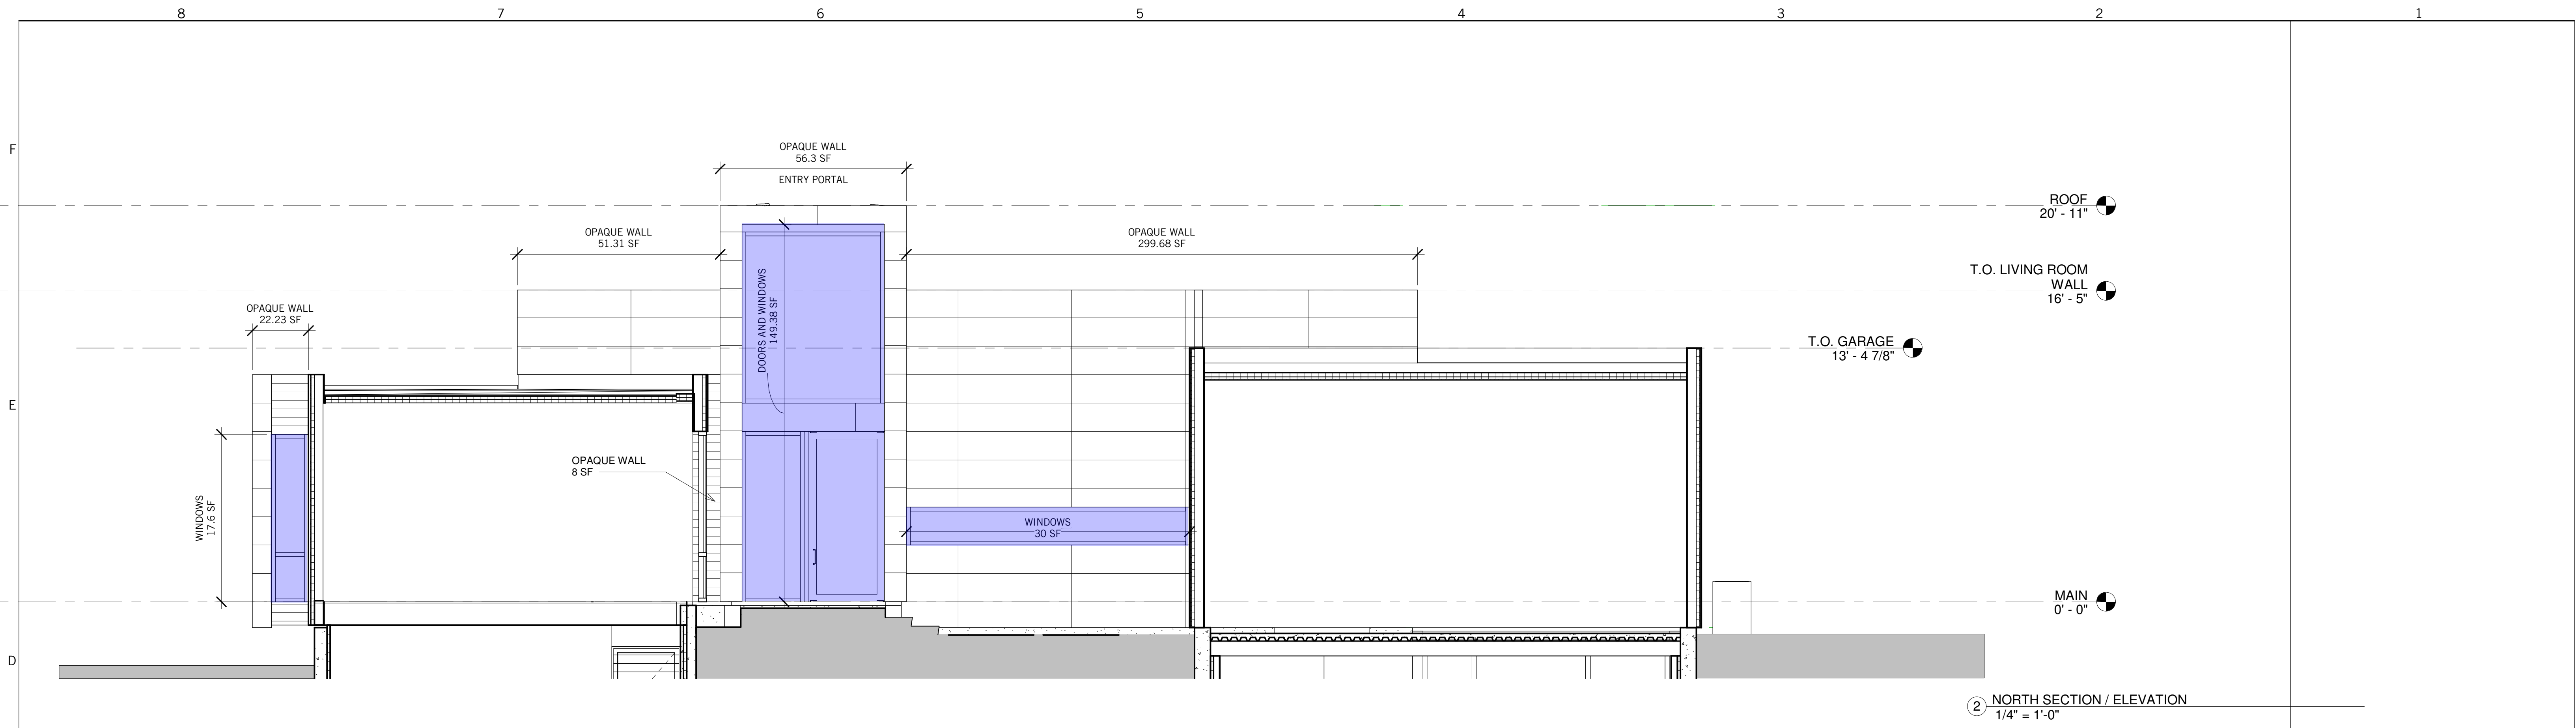 8 7 6 5 4 3 2 1
F
OPAQUE WALL
56.3 SF
ENTRY PORTAL
ROOF
20' - 11"
OPAQUE WALL
51.31 SF
OPAQUE WALL
299.68 SF
T.O. LIVING ROOM
WALL
16' - 5"
OPAQUE WALL
22.23 SF
DOORS AND WINDOWS
149.38 SF
T.O. GARAGE
13' - 4 7/8"
E
OPAQUE WALL
8 SF
WINDOWS
17.6 SF
WINDOWS
30 SF
MAIN
0' - 0"
D
2 NORTH SECTION / ELEVATION
1/4" = 1'-0"